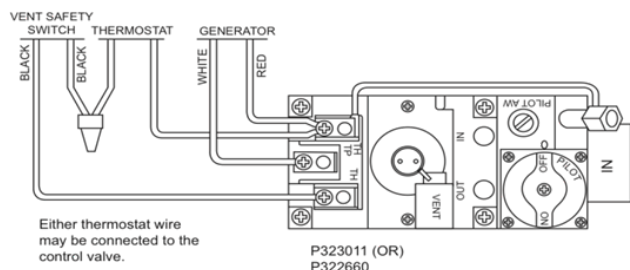 VENT SAFETY
SWITCH
THERMOSTAT
GENERATOR
BLACK
BLACK
WHITE
RED
TH
TP
TH
IN
OUT
VENT
PILOT AW
OFF
PILOT
ON
IN
Either thermostat wire
may be connected to the
control valve.
P323011 (OR)
P322660